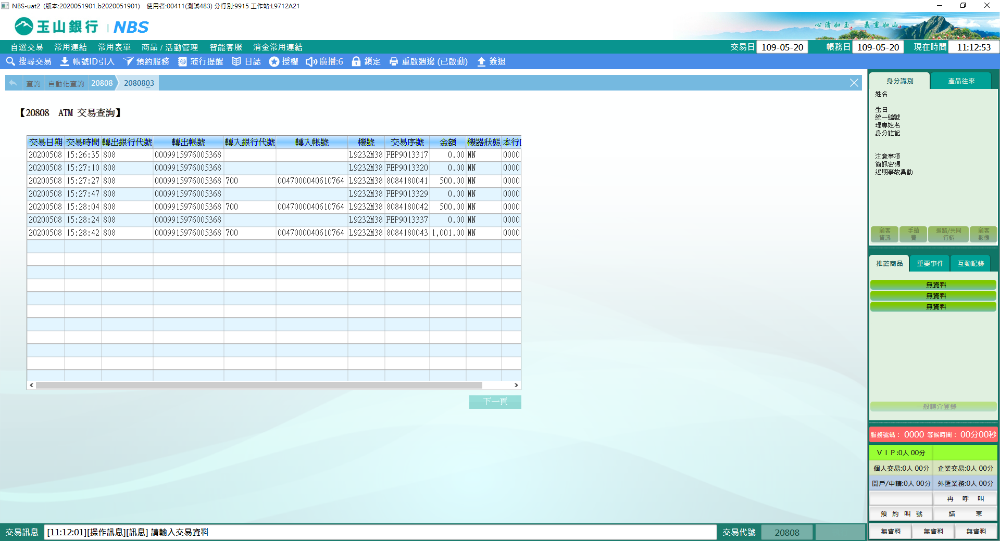 NBS-uat2 (版本:2020051901.b2020051901) 使用者:00411(測試483) 分行別:9915 工作站:L9712A21
玉山銀行 | NBS
心清如玉 義重如山
自選交易 常用連結 常用表單 商品 / 活動管理 智能客服 消金常用連結 交易日 109-05-20 帳務日 109-05-20 現在時間 11:12:53
搜尋交易 帳號ID引入 預約服務 蒞行提醒 日誌 授權 廣播:6 鎖定 重啟週邊 (已啟動) 簽退
查詢 自動化查詢 20808 2080803
【20808 ATM 交易查詢】
交易日期 交易時間 轉出銀行代號 轉出帳號 轉入銀行代號 轉入帳號 機號 交易序號 金額 機器狀態 本行
20200508 15:26:35 808 0009915976005368 L9232M38 FEP9013317 0.00 NN 0000
20200508 15:27:10 808 0009915976005368 L9232M38 FEP9013320 0.00 NN 0000
20200508 15:27:27 808 0009915976005368 700 0047000040610764 L9232M38 8084180041 500.00 NN 0000
20200508 15:27:47 808 0009915976005368 L9232M38 FEP9013329 0.00 NN 0000
20200508 15:28:04 808 0009915976005368 700 0047000040610764 L9232M38 8084180042 500.00 NN 0000
20200508 15:28:24 808 0009915976005368 L9232M38 FEP9013337 0.00 NN 0000
20200508 15:28:42 808 0009915976005368 700 0047000040610764 L9232M38 8084180043 1,001.00 NN 0000
下一頁
身分識別 產品往來
姓名
生日
統一編號
理專姓名
身分註記
注意事項
簡訊密碼
近期事故異動
顧客資訊 手續費 通路/共同行銷 顧客影像
推薦商品 重要事件 互動記錄
無資料
無資料
無資料
一般轉介登錄
服務號碼: 0000 等候時間: 00分00秒
VIP:0人 00分
個人交易:0人 00分 企業交易:0人 00分
開戶/申請:0人 00分 外匯業務:0人 00分
再呼叫
預約叫號 結束
無資料 無資料 無資料
交易訊息 [11:12:01][操作訊息][訊息] 請輸入交易資料 交易代號 20808